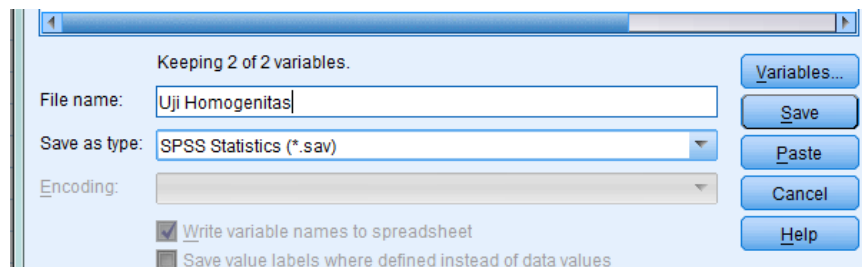 Keeping 2 of 2 variables.
Variables...
File name: Uji Homogenitas
Save
Save as type: SPSS Statistics (*.sav)
Paste
Encoding:
Cancel
Write variable names to spreadsheet
Help
Save value labels where defined instead of data values